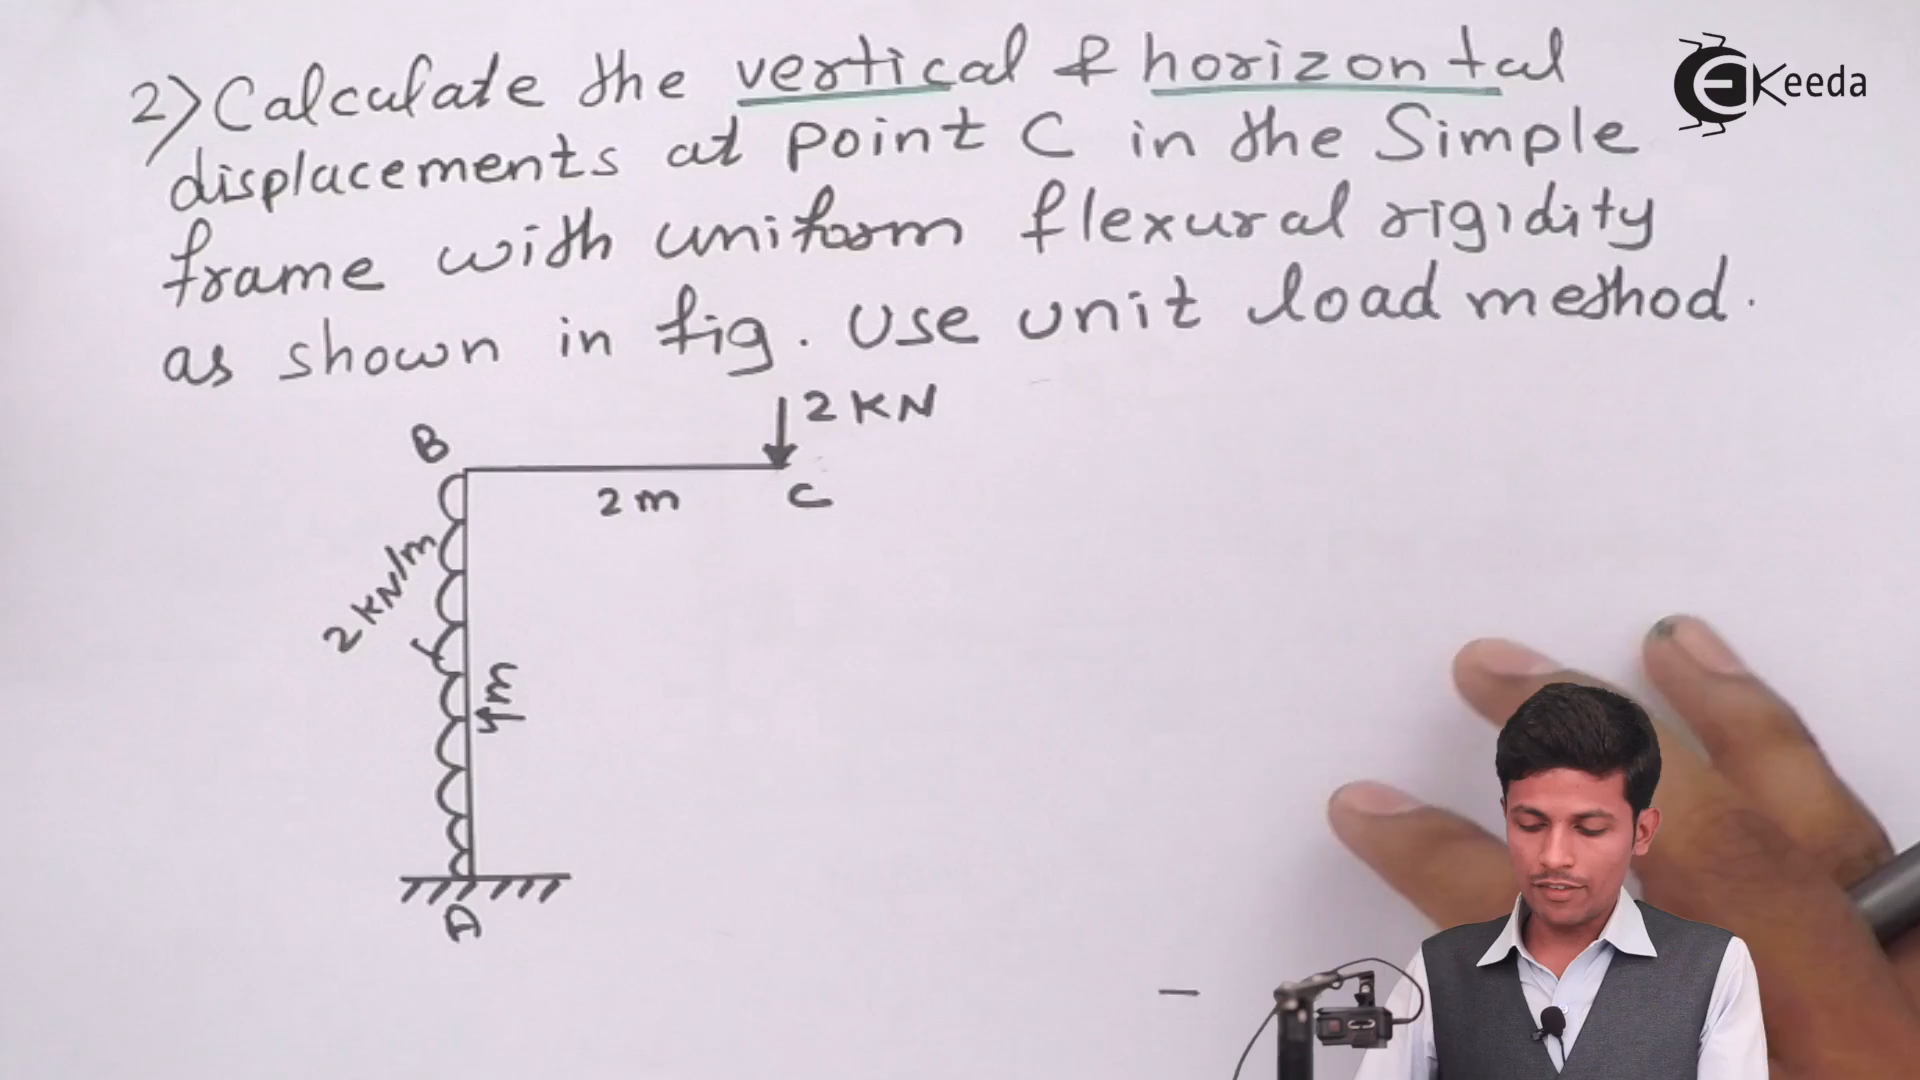 2) Calculate the vertical & horizontal
displacements at point C in the Simple
frame with uniform flexural rigidity
as shown in fig. Use unit load method.
2 KN
B
2 m
C
2 KN/m
4m
A
EKeeda